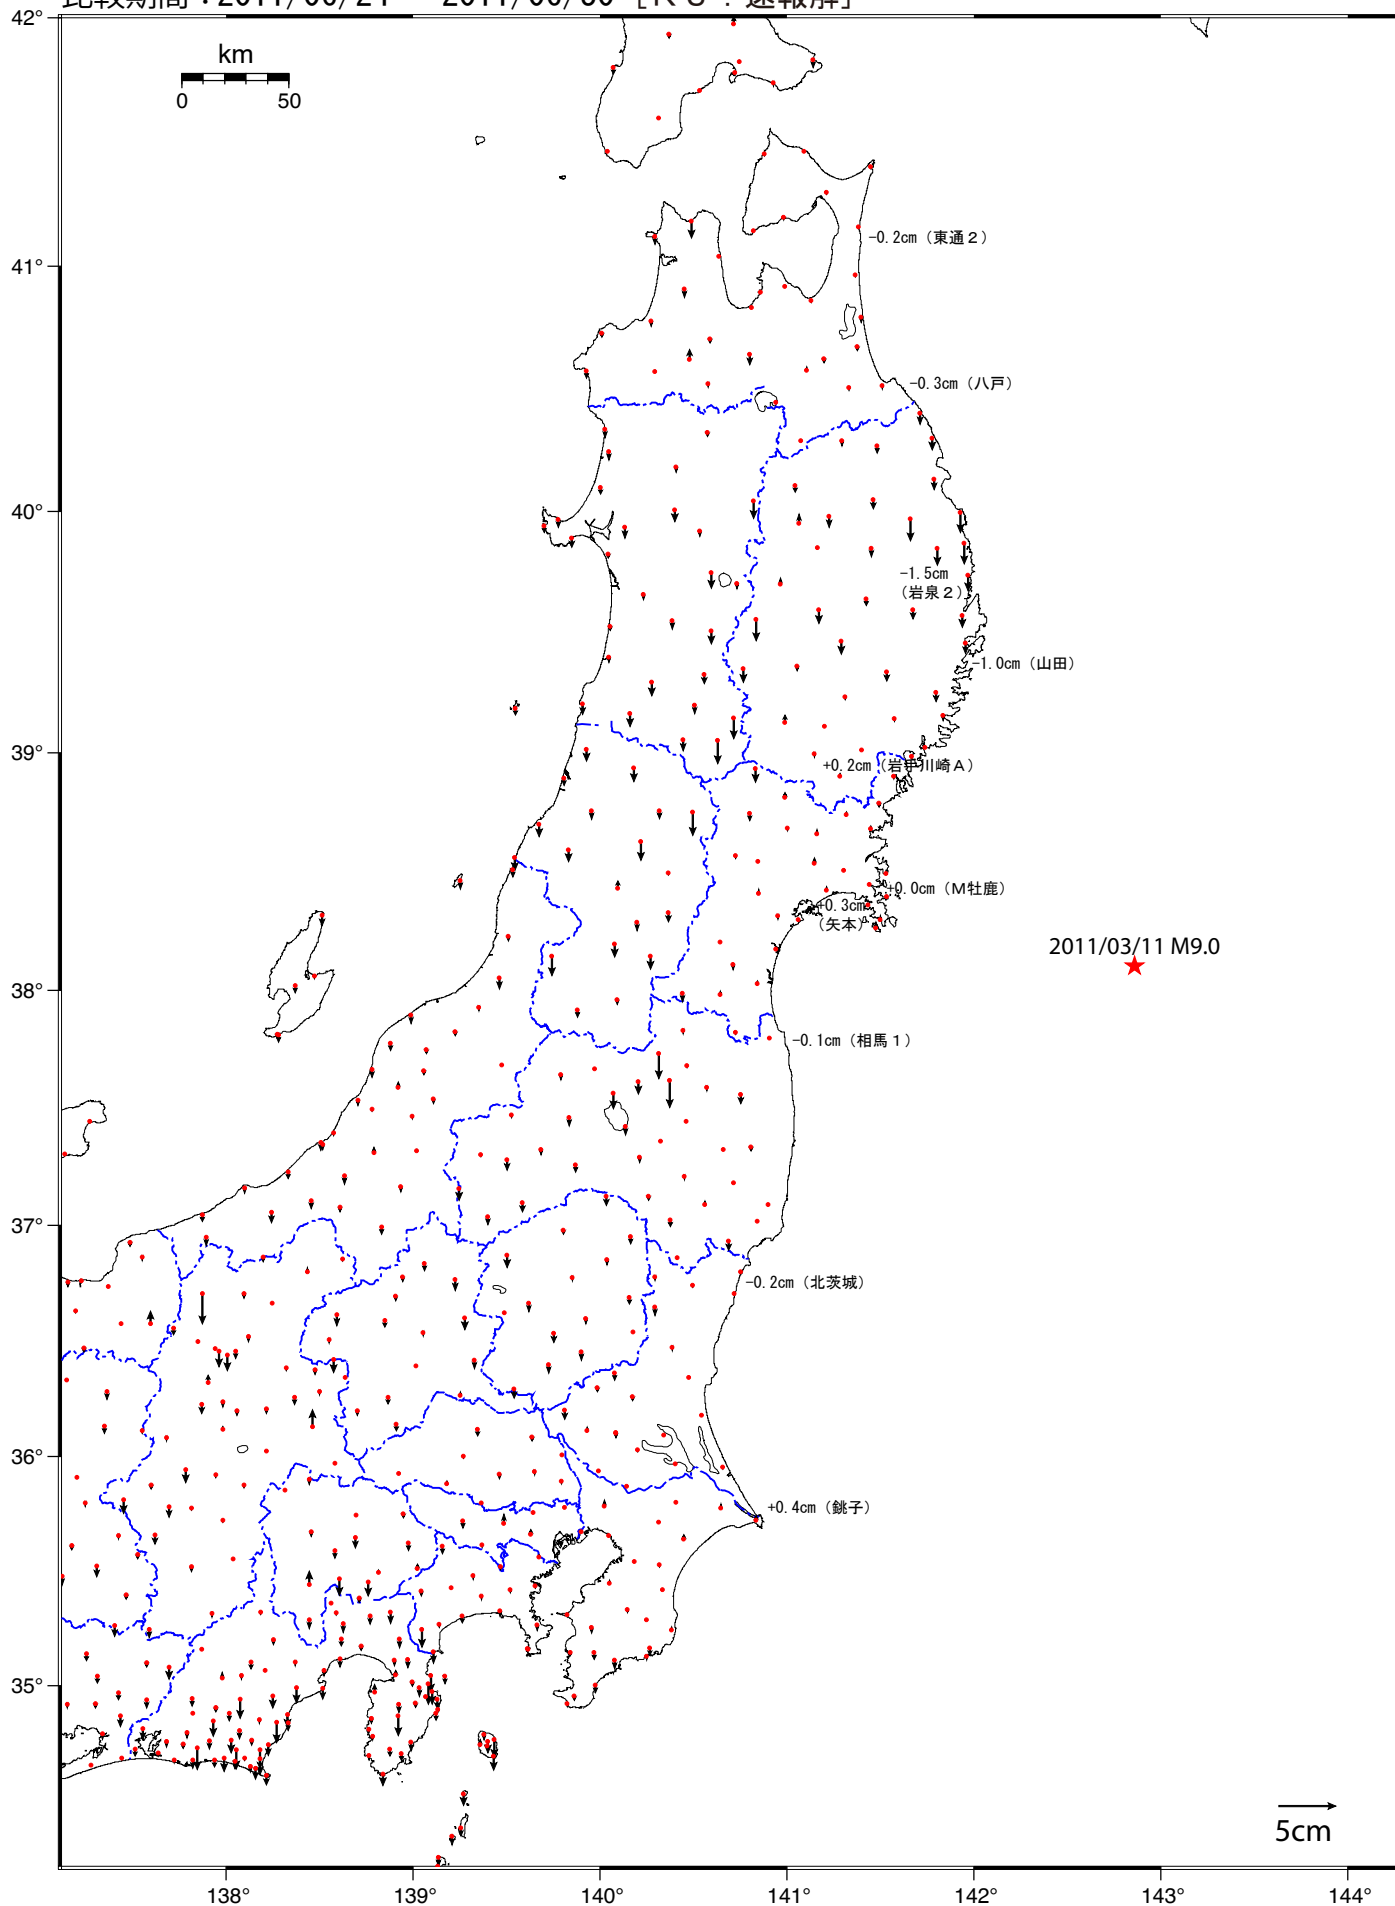 km
0 50
42°
41°
-0.2cm（東通２）
-0.3cm（八戸）
40°
-1.5cm
（岩泉２）
-1.0cm（山田）
39°
+0.2cm（岩手川崎Ａ）
+0.0cm（Ｍ牡鹿）
+0.3cm
（矢本）
2011/03/11 M9.0
38°
-0.1cm（相馬１）
37°
-0.2cm（北茨城）
36°
+0.4cm（銚子）
35°
5cm
138° 139° 140° 141° 142° 143° 144°